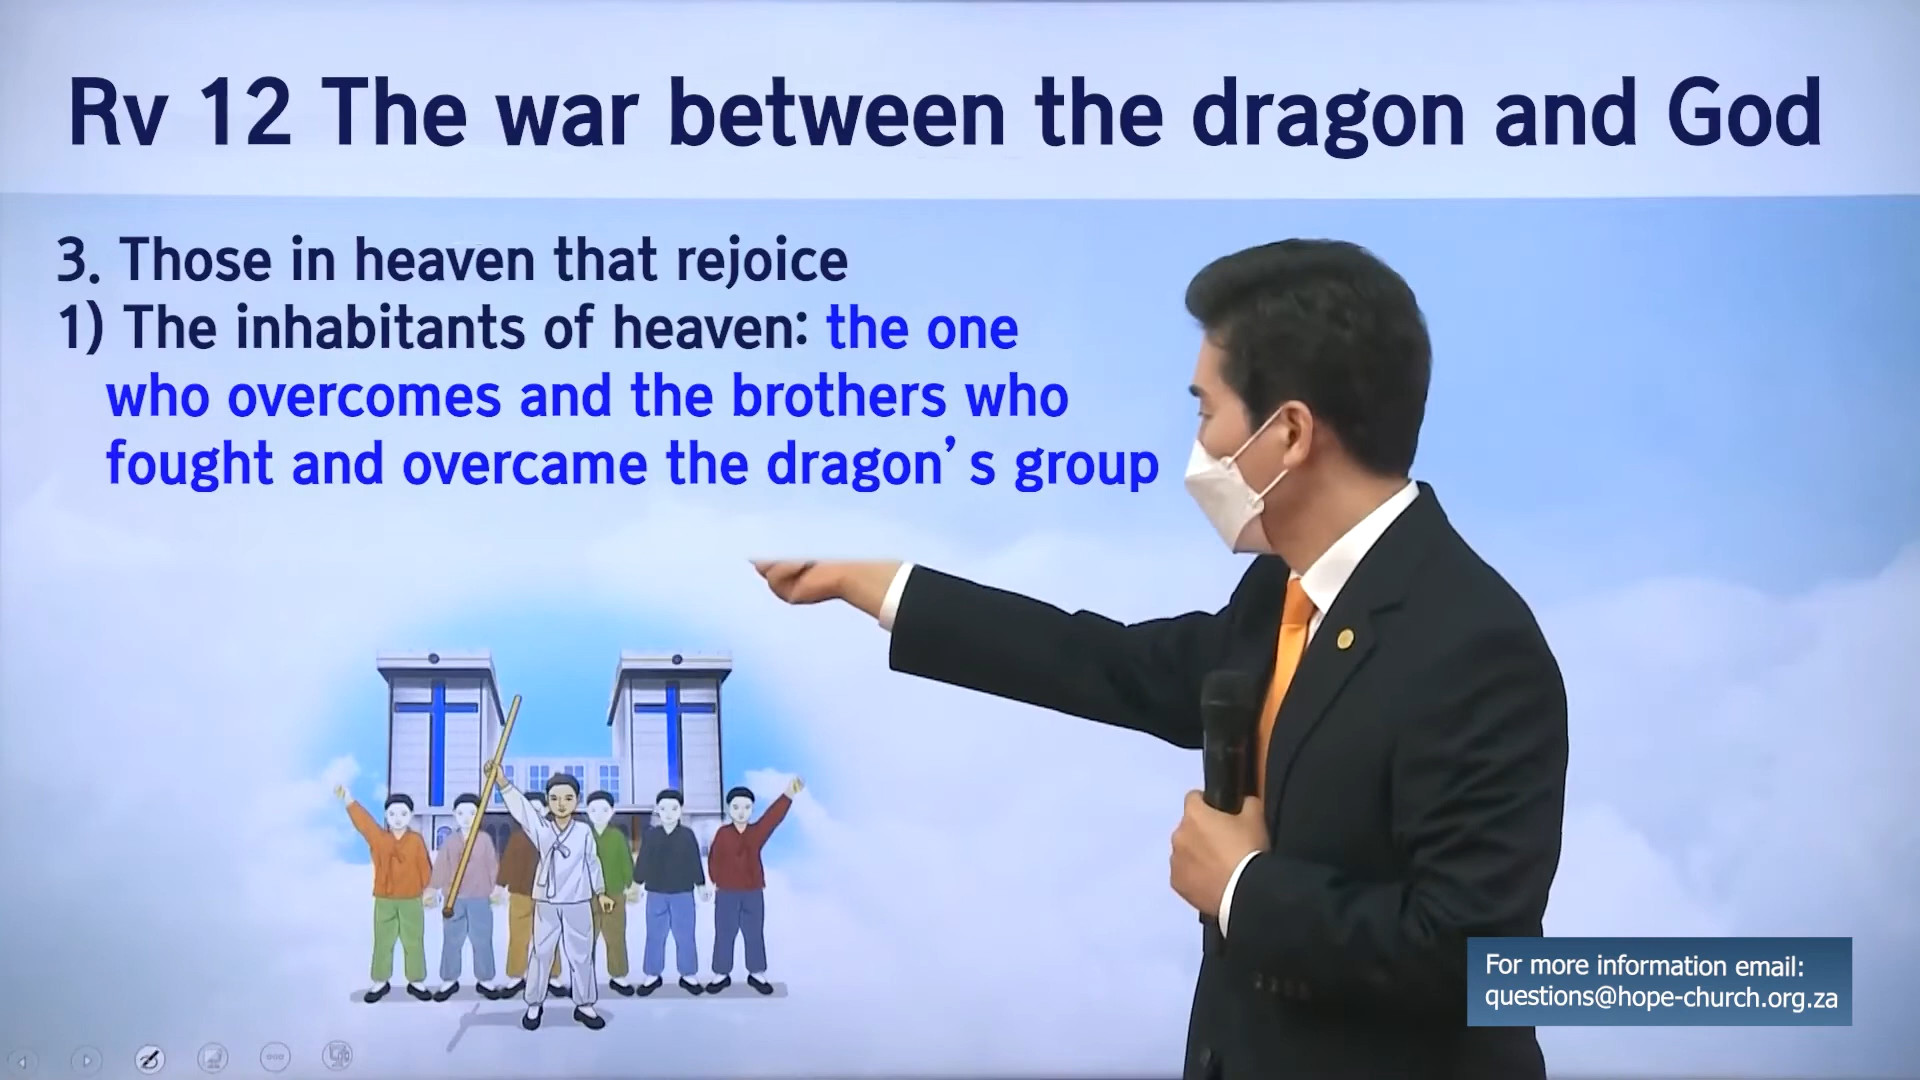 Rv 12 The war between the dragon and God
3. Those in heaven that rejoice
1) The inhabitants of heaven: the one
who overcomes and the brothers who
fought and overcame the dragon's group
For more information email:
questions@hope-church.org.za